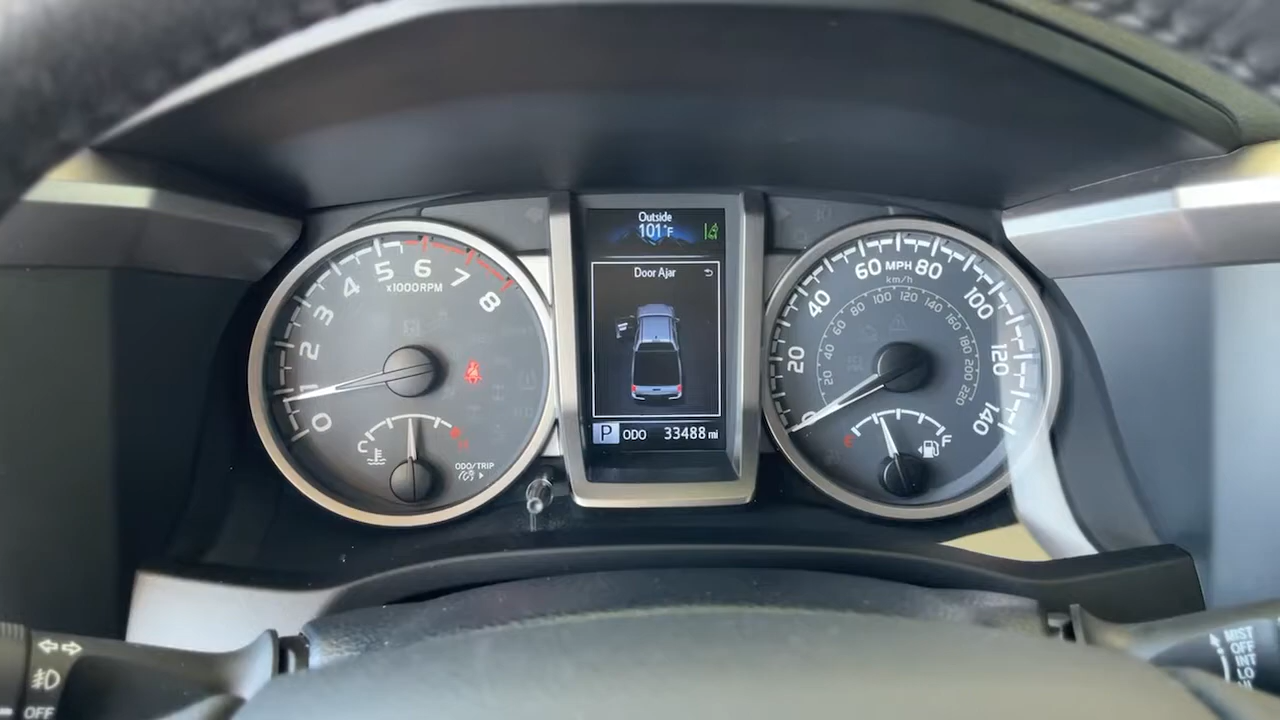 Outside
101°F
Door Ajar
P ODO 33488 mi
0
1
2
3
4
5
6
7
8
x1000RPM
C
ODO/TRIP
0
20
40
60
MPH
80
100
120
140
km/h
20
40
60
80
100
120
140
160
180
200
220
E
F
OFF
MIST
OFF
INT
LO